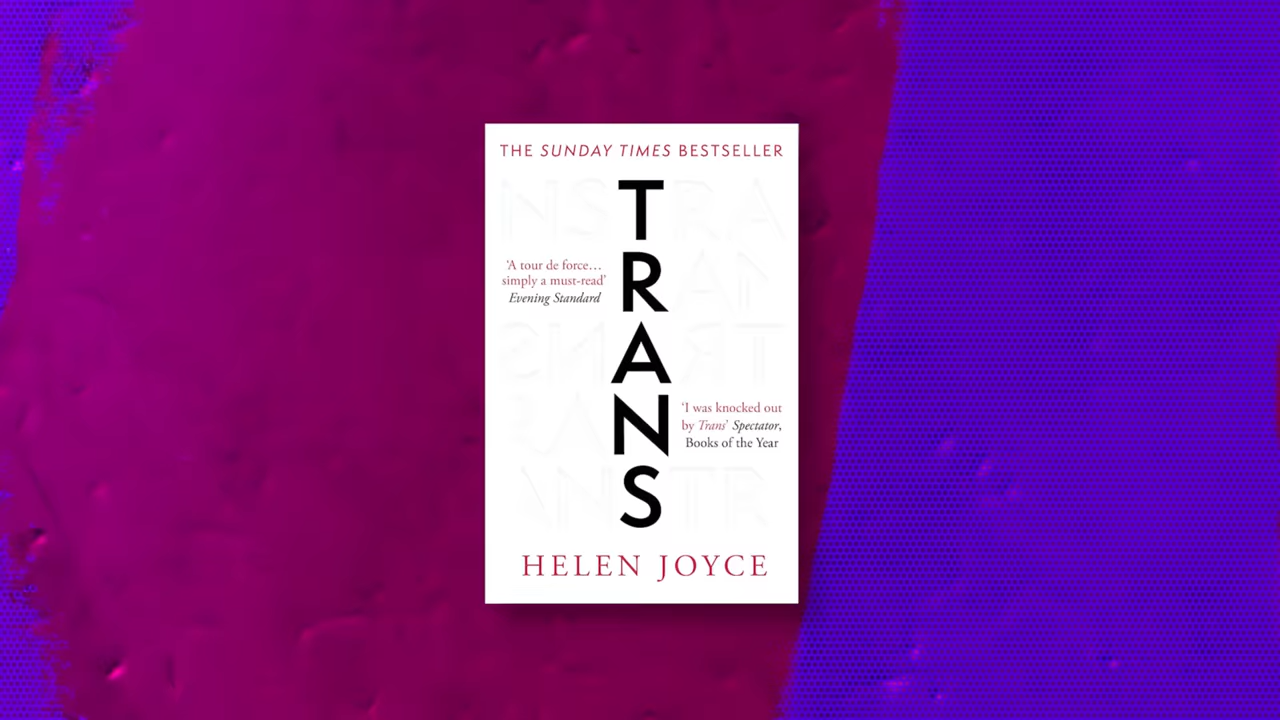 THE SUNDAY TIMES BESTSELLER
TRANS
'A tour de force…
simply a must-read'
Evening Standard
'I was knocked out
by Trans' Spectator,
Books of the Year
HELEN JOYCE